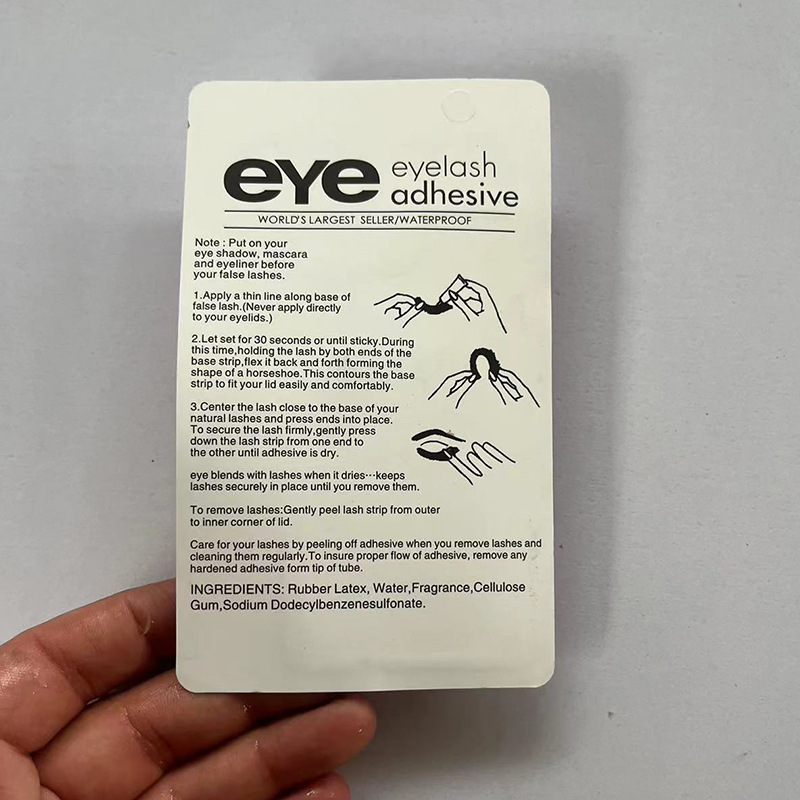 eye eyelash adhesive
WORLD'S LARGEST SELLER/WATERPROOF
Note : Put on your
eye shadow, mascara
and eyeliner before
your false lashes.
1.Apply a thin line along base of
false lash.(Never apply directly
to your eyelids.)
2.Let set for 30 seconds or until sticky.During
this time,holding the lash by both ends of the
base strip,flex it back and forth forming the
shape of a horseshoe.This contours the base
strip to fit your lid easily and comfortably.
3.Center the lash close to the base of your
natural lashes and press ends into place.
To secure the lash firmly,gently press
down the lash strip from one end to
the other until adhesive is dry.
eye blends with lashes when it dries···keeps
lashes securely in place until you remove them.
To remove lashes:Gently peel lash strip from outer
to inner corner of lid.
Care for your lashes by peeling off adhesive when you remove lashes and
cleaning them regularly.To insure proper flow of adhesive, remove any
hardened adhesive form tip of tube.
INGREDIENTS: Rubber Latex, Water,Fragrance,Cellulose
Gum,Sodium Dodecylbenzenesulfonate.